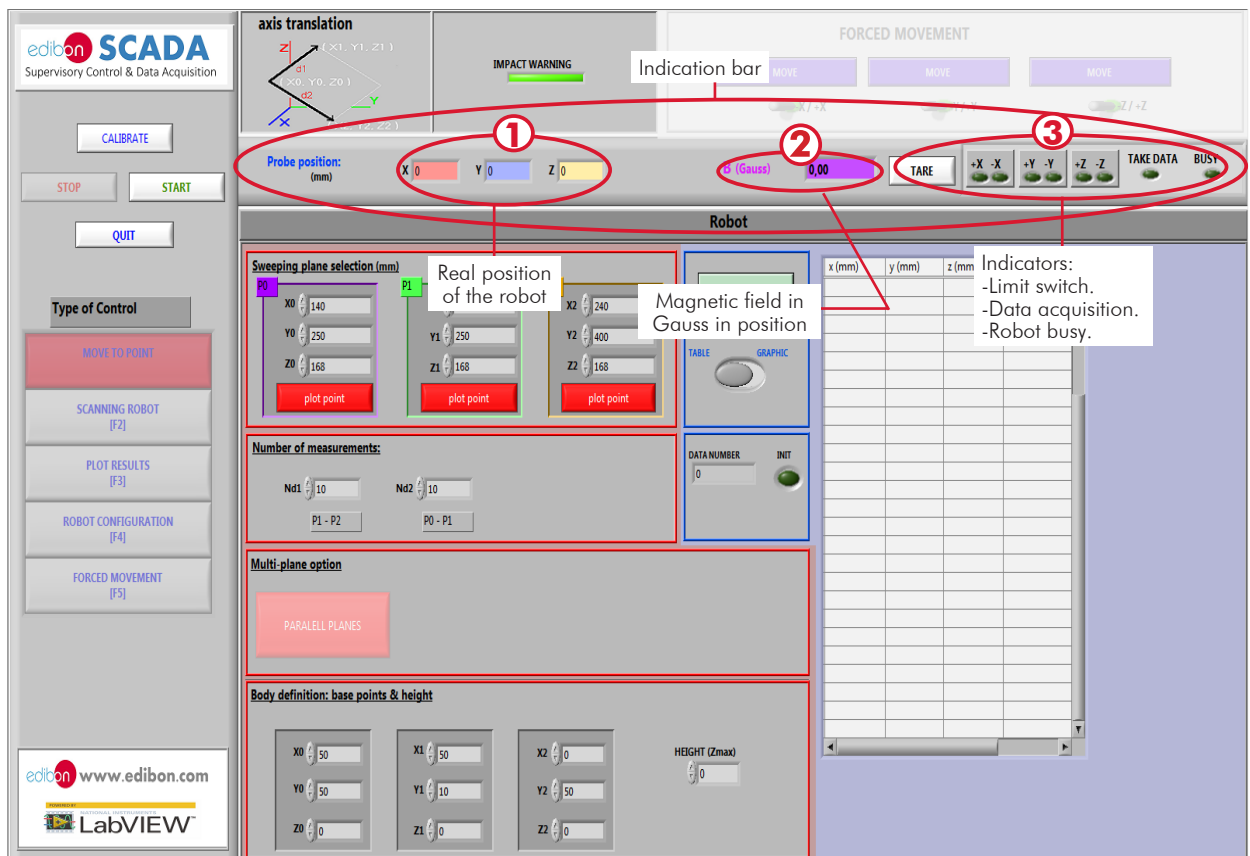 edibon SCADA
Supervisory Control & Data Acquisition
CALIBRATE
STOP
START
QUIT
Type of Control
MOVE TO POINT
SCANNING ROBOT
[F2]
PLOT RESULTS
[F3]
ROBOT CONFIGURATION
[F4]
FORCED MOVEMENT
[F5]
edibon www.edibon.com
POWERED BY
NATIONAL INSTRUMENTS
LabVIEW™
axis translation
Z
(X1, Y1, Z1 )
d1
(X0, Y0, Z0 )
d2
Y
X
Y2, Z2 )
IMPACT WARNING
Indication bar
FORCED MOVEMENT
MOVE
MOVE
MOVE
X / +X
Z / +Z
1
2
3
Probe position:
(mm)
X 0
Y 0
Z 0
B (Gauss)
0,00
TARE
+X -X
+Y -Y
+Z -Z
TAKE DATA
BUSY
Robot
Real position
of the robot
Magnetic field in
Gauss in position
Indicators:
-Limit switch.
-Data acquisition.
-Robot busy.
Sweeping plane selection (mm)
P0
X0 140
Y0 250
Z0 168
plot point
P1
Y1 250
Z1 168
plot point
X2 240
Y2 400
Z2 168
plot point
TABLE
GRAPHIC
x (mm)
y (mm)
z (mm
Number of measurements:
Nd1 10
Nd2 10
P1 - P2
P0 - P1
DATA NUMBER
0
INIT
Multi-plane option
PARALELL PLANES
Body definition: base points & height
X0 50
X1 50
X2 0
HEIGHT (Zmax)
0
Y0 50
Y1 10
Y2 50
Z0 0
Z1 0
Z2 0